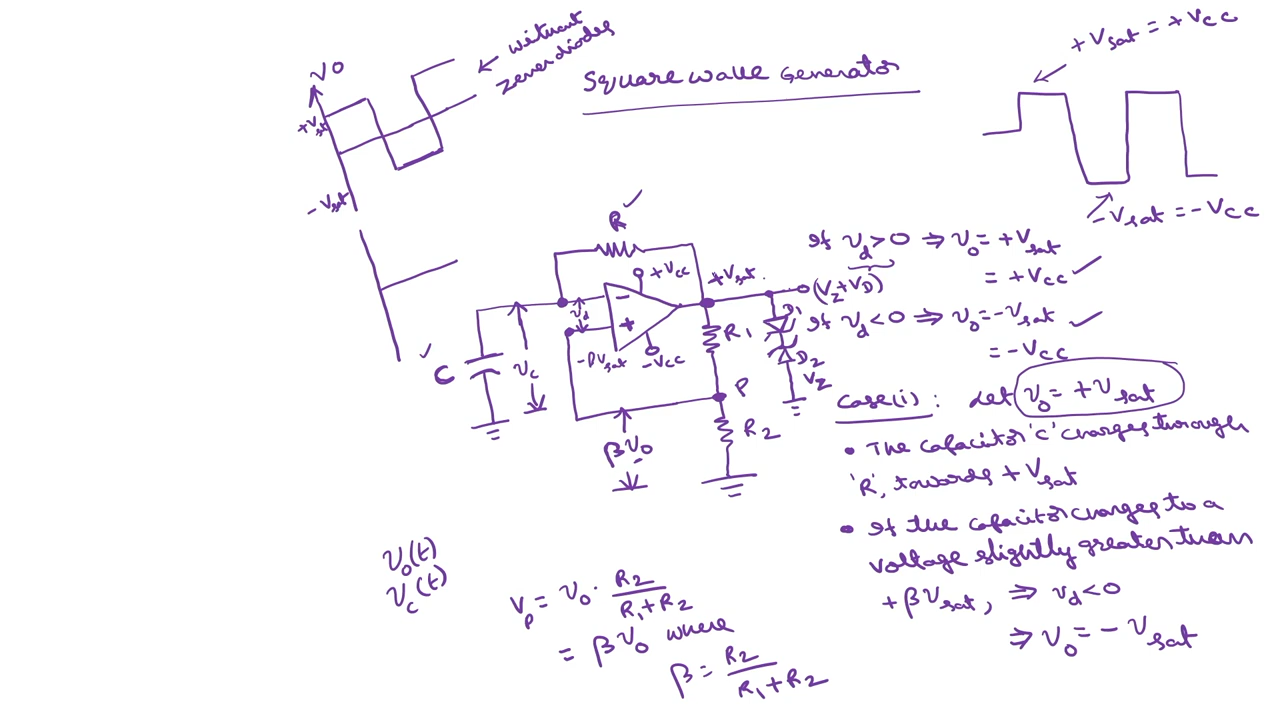 Square wave Generator
without
zener diodes
v0
+Vsat
-Vsat
+Vsat = +Vcc
-Vsat = -Vcc
R
+Vcc
+Vsat
(VZ+VD)
vd
-βVsat
-Vcc
R1
D1
D2
VZ
C
vc
P
R2
βv0
If vd>0 ⇒ v0 = +Vsat
= +Vcc
If vd<0 ⇒ v0 = -Vsat
= -Vcc
Case(i): Let v0 = +Vsat
• The capacitor 'C' charges through
'R', towards + Vsat
• If the capacitor charges to a
voltage slightly greater than
+βVsat, ⇒ vd<0
⇒ v0 = - Vsat
v0(t)
vc(t)
Vp = v0 . R2/(R1+R2)
= βv0 where
β = R2/(R1+R2)